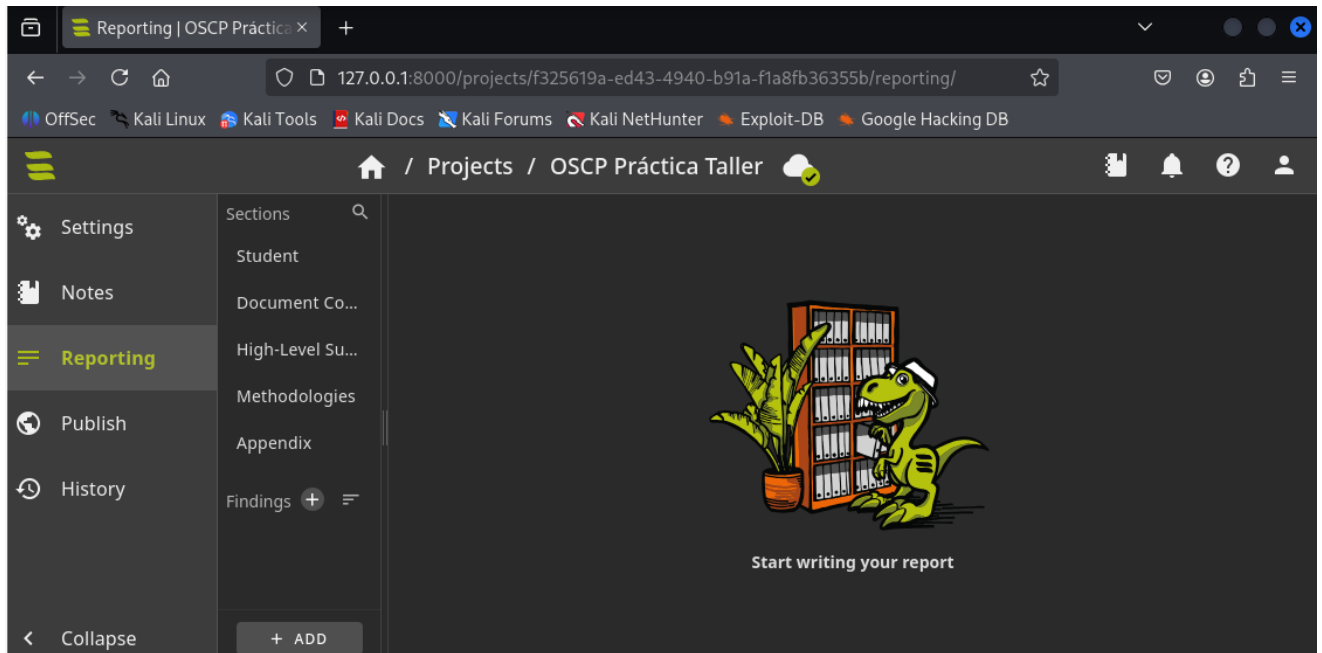 Reporting | OSCP Práctica
127.0.0.1:8000/projects/f325619a-ed43-4940-b91a-f1a8fb36355b/reporting/
OffSec Kali Linux Kali Tools Kali Docs Kali Forums Kali NetHunter Exploit-DB Google Hacking DB
/ Projects / OSCP Práctica Taller
Settings
Notes
Reporting
Publish
History
Collapse
Sections
Student
Document Co...
High-Level Su...
Methodologies
Appendix
Findings
+ ADD
Start writing your report